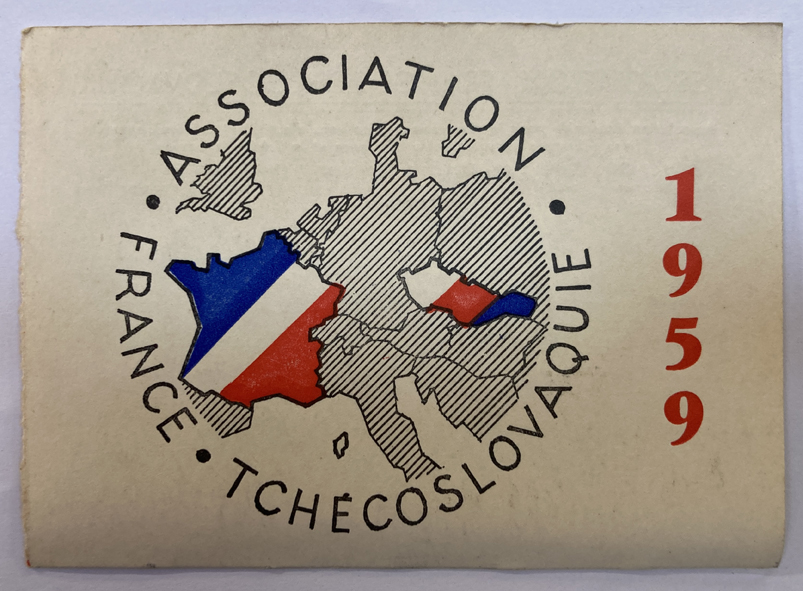 ASSOCIATION
FRANCE • TCHÉCOSLOVAQUIE
1959